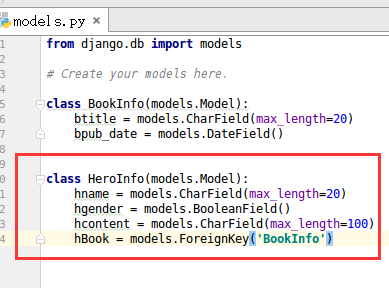 models.py ×
from django.db import models
# Create your models here.
class BookInfo(models.Model):
    btitle = models.CharField(max_length=20)
    bpub_date = models.DateField()
class HeroInfo(models.Model):
    hname = models.CharField(max_length=20)
    hgender = models.BooleanField()
    hcontent = models.CharField(max_length=100)
    hBook = models.ForeignKey('BookInfo')